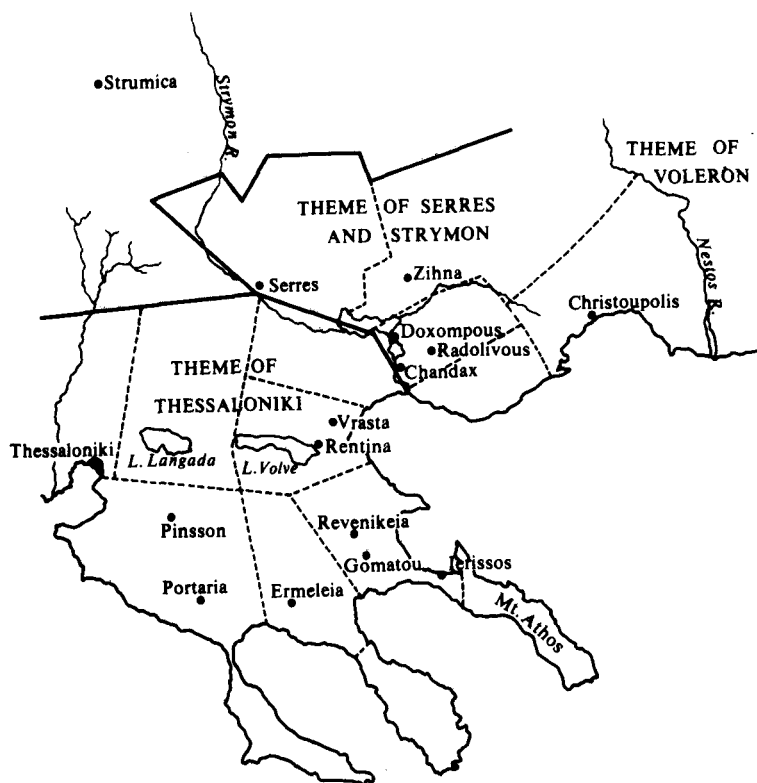 Strumica
Strymon R.
THEME OF
VOLERON
THEME OF SERRES
AND STRYMON
Nestos R.
Zihna
Serres
Christoupolis
Doxompous
Radolivous
Chandax
THEME OF
THESSALONIKI
Vrasta
Rentina
Thessaloniki
L. Langada
L. Volve
Pinsson
Revenikeia
Gomatou
Ierissos
Portaria
Ermeleia
Mt. Athos